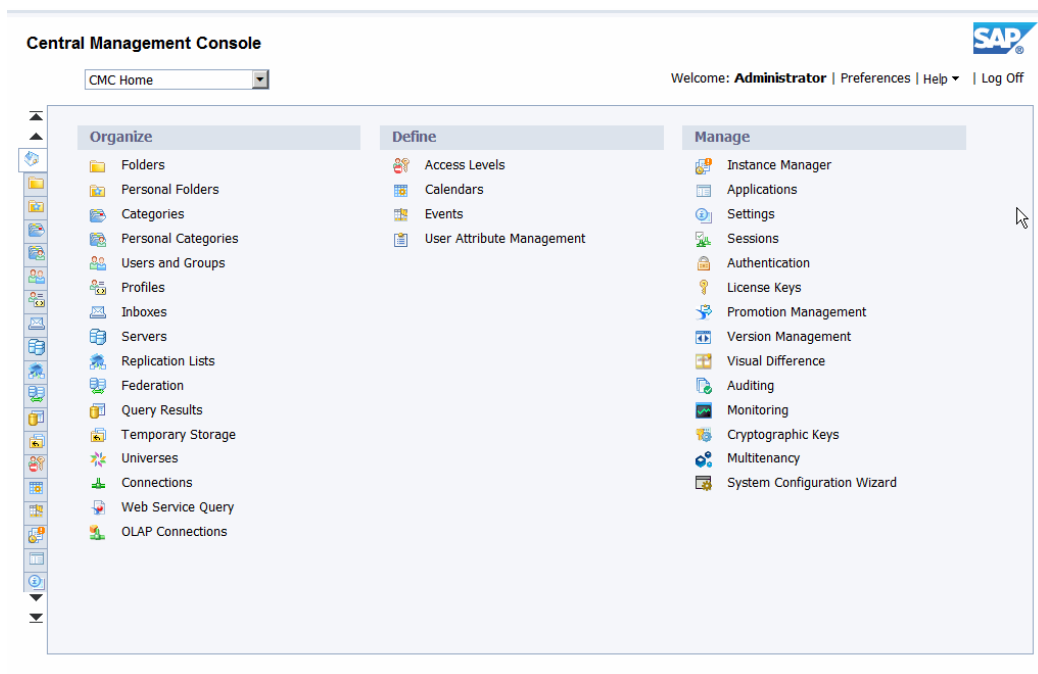 Central Management Console
SAP®
CMC Home
Welcome: Administrator | Preferences | Help | Log Off
Organize
Folders
Personal Folders
Categories
Personal Categories
Users and Groups
Profiles
Inboxes
Servers
Replication Lists
Federation
Query Results
Temporary Storage
Universes
Connections
Web Service Query
OLAP Connections
Define
Access Levels
Calendars
Events
User Attribute Management
Manage
Instance Manager
Applications
Settings
Sessions
Authentication
License Keys
Promotion Management
Version Management
Visual Difference
Auditing
Monitoring
Cryptographic Keys
Multitenancy
System Configuration Wizard